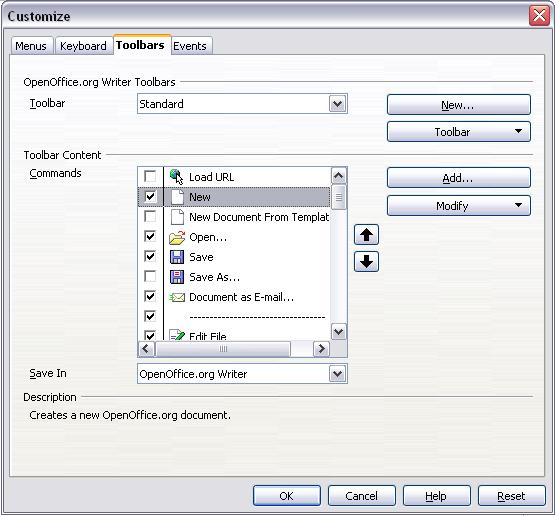 Customize
Menus Keyboard Toolbars Events
OpenOffice.org Writer Toolbars
Toolbar Standard New...
Toolbar
Toolbar Content
Commands Load URL Add...
New
Modify
New Document From Templat
Open...
Save
Save As...
Document as E-mail...
---------------------------------
Edit File
Save In OpenOffice.org Writer
Description
Creates a new OpenOffice.org document.
OK Cancel Help Reset